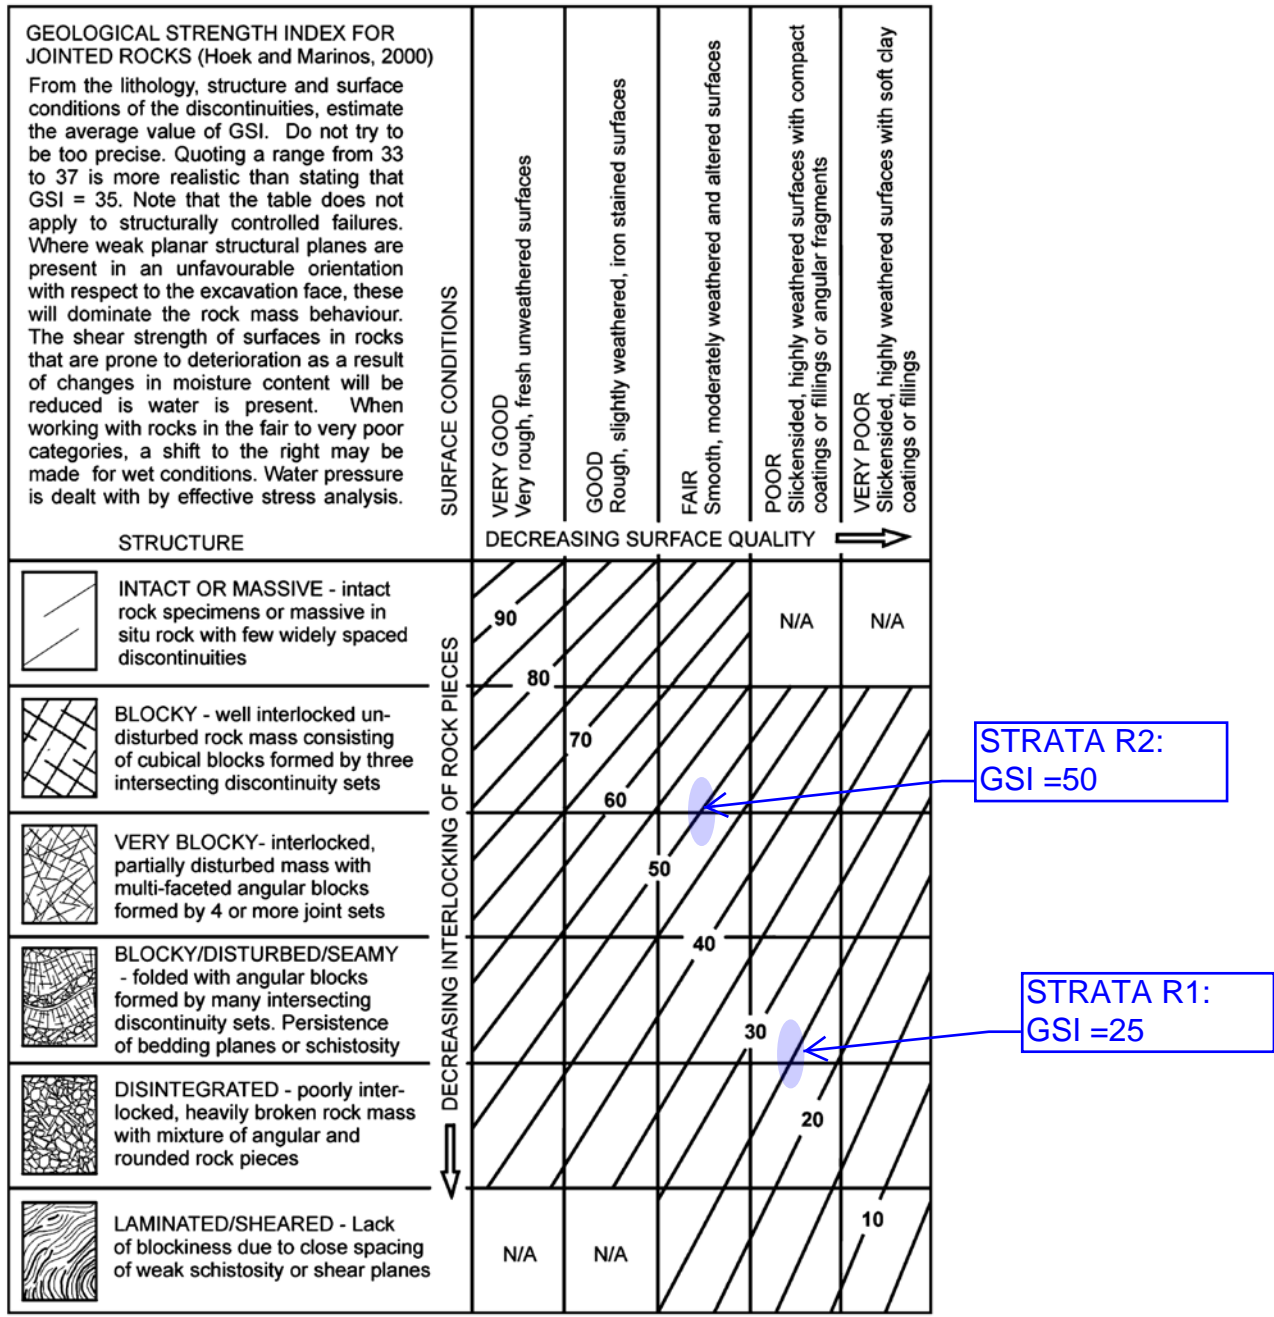 GEOLOGICAL STRENGTH INDEX FOR
JOINTED ROCKS (Hoek and Marinos, 2000)
From the lithology, structure and surface
conditions of the discontinuities, estimate
the average value of GSI. Do not try to
be too precise. Quoting a range from 33
to 37 is more realistic than stating that
GSI = 35. Note that the table does not
apply to structurally controlled failures.
Where weak planar structural planes are
present in an unfavourable orientation
with respect to the excavation face, these
will dominate the rock mass behaviour.
The shear strength of surfaces in rocks
that are prone to deterioration as a result
of changes in moisture content will be
reduced is water is present. When
working with rocks in the fair to very poor
categories, a shift to the right may be
made for wet conditions. Water pressure
is dealt with by effective stress analysis.
STRUCTURE
SURFACE CONDITIONS
VERY GOOD
Very rough, fresh unweathered surfaces
GOOD
Rough, slightly weathered, iron stained surfaces
FAIR
Smooth, moderately weathered and altered surfaces
POOR
Slickensided, highly weathered surfaces with compact
coatings or fillings or angular fragments
VERY POOR
Slickensided, highly weathered surfaces with soft clay
coatings or fillings
DECREASING SURFACE QUALITY
INTACT OR MASSIVE - intact
rock specimens or massive in
situ rock with few widely spaced
discontinuities
BLOCKY - well interlocked un-
disturbed rock mass consisting
of cubical blocks formed by three
intersecting discontinuity sets
VERY BLOCKY- interlocked,
partially disturbed mass with
multi-faceted angular blocks
formed by 4 or more joint sets
BLOCKY/DISTURBED/SEAMY
- folded with angular blocks
formed by many intersecting
discontinuity sets. Persistence
of bedding planes or schistosity
DISINTEGRATED - poorly inter-
locked, heavily broken rock mass
with mixture of angular and
rounded rock pieces
LAMINATED/SHEARED - Lack
of blockiness due to close spacing
of weak schistosity or shear planes
DECREASING INTERLOCKING OF ROCK PIECES
90
N/A
N/A
80
70
60
50
40
30
20
10
N/A
N/A
STRATA R2:
GSI =50
STRATA R1:
GSI =25